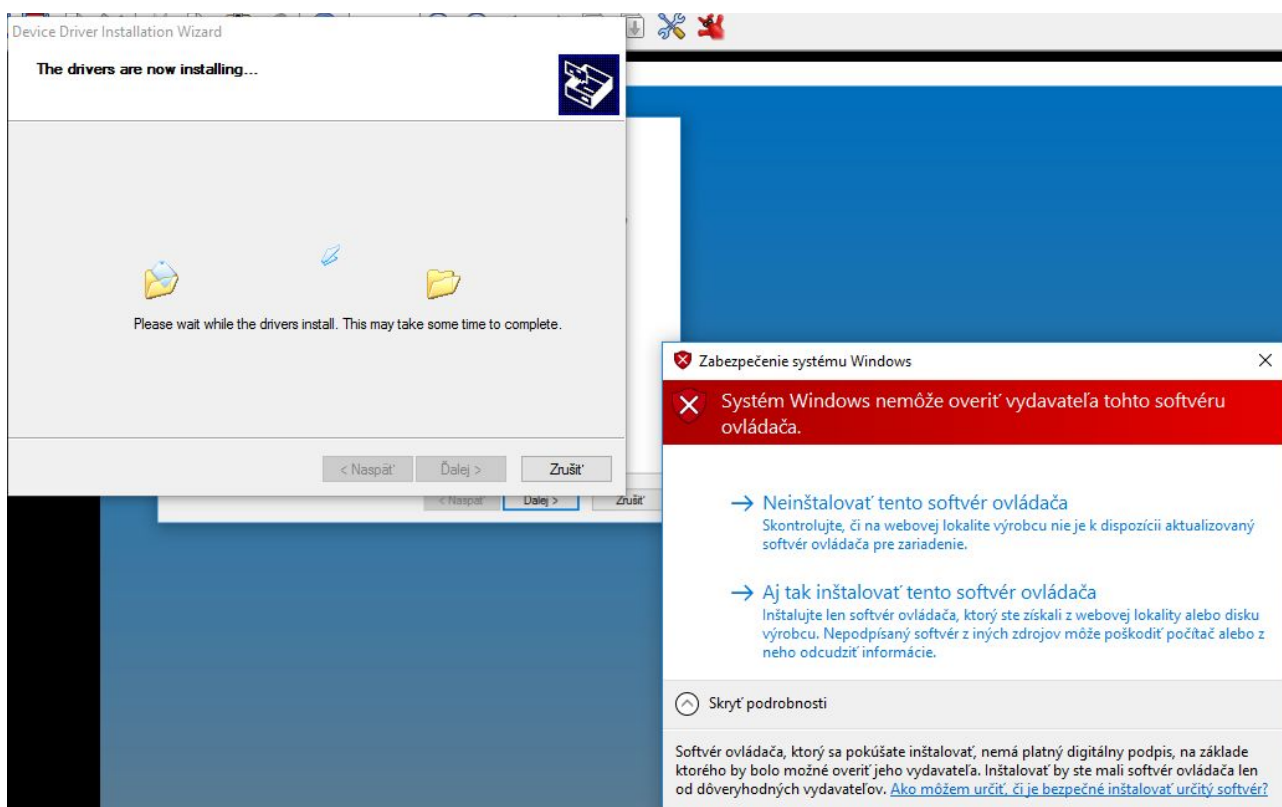 Device Driver Installation Wizard
The drivers are now installing...
Please wait while the drivers install. This may take some time to complete.
< Naspäť
Ďalej >
Zrušiť
< Naspäť
Ďalej >
Zrušiť
Zabezpečenie systému Windows
Systém Windows nemôže overiť vydavateľa tohto softvéru
ovládača.
Neinštalovať tento softvér ovládača
Skontrolujte, či na webovej lokalite výrobcu nie je k dispozícii aktualizovaný
softvér ovládača pre zariadenie.
Aj tak inštalovať tento softvér ovládača
Inštalujte len softvér ovládača, ktorý ste získali z webovej lokality alebo disku
výrobcu. Nepodpísaný softvér z iných zdrojov môže poškodiť počítač alebo z
neho odcudziť informácie.
Skryť podrobnosti
Softvér ovládača, ktorý sa pokúšate inštalovať, nemá platný digitálny podpis, na základe
ktorého by bolo možné overiť jeho vydavateľa. Inštalovať by ste mali softvér ovládača len
od dôveryhodných vydavateľov. Ako môžem určiť, či je bezpečné inštalovať určitý softvér?